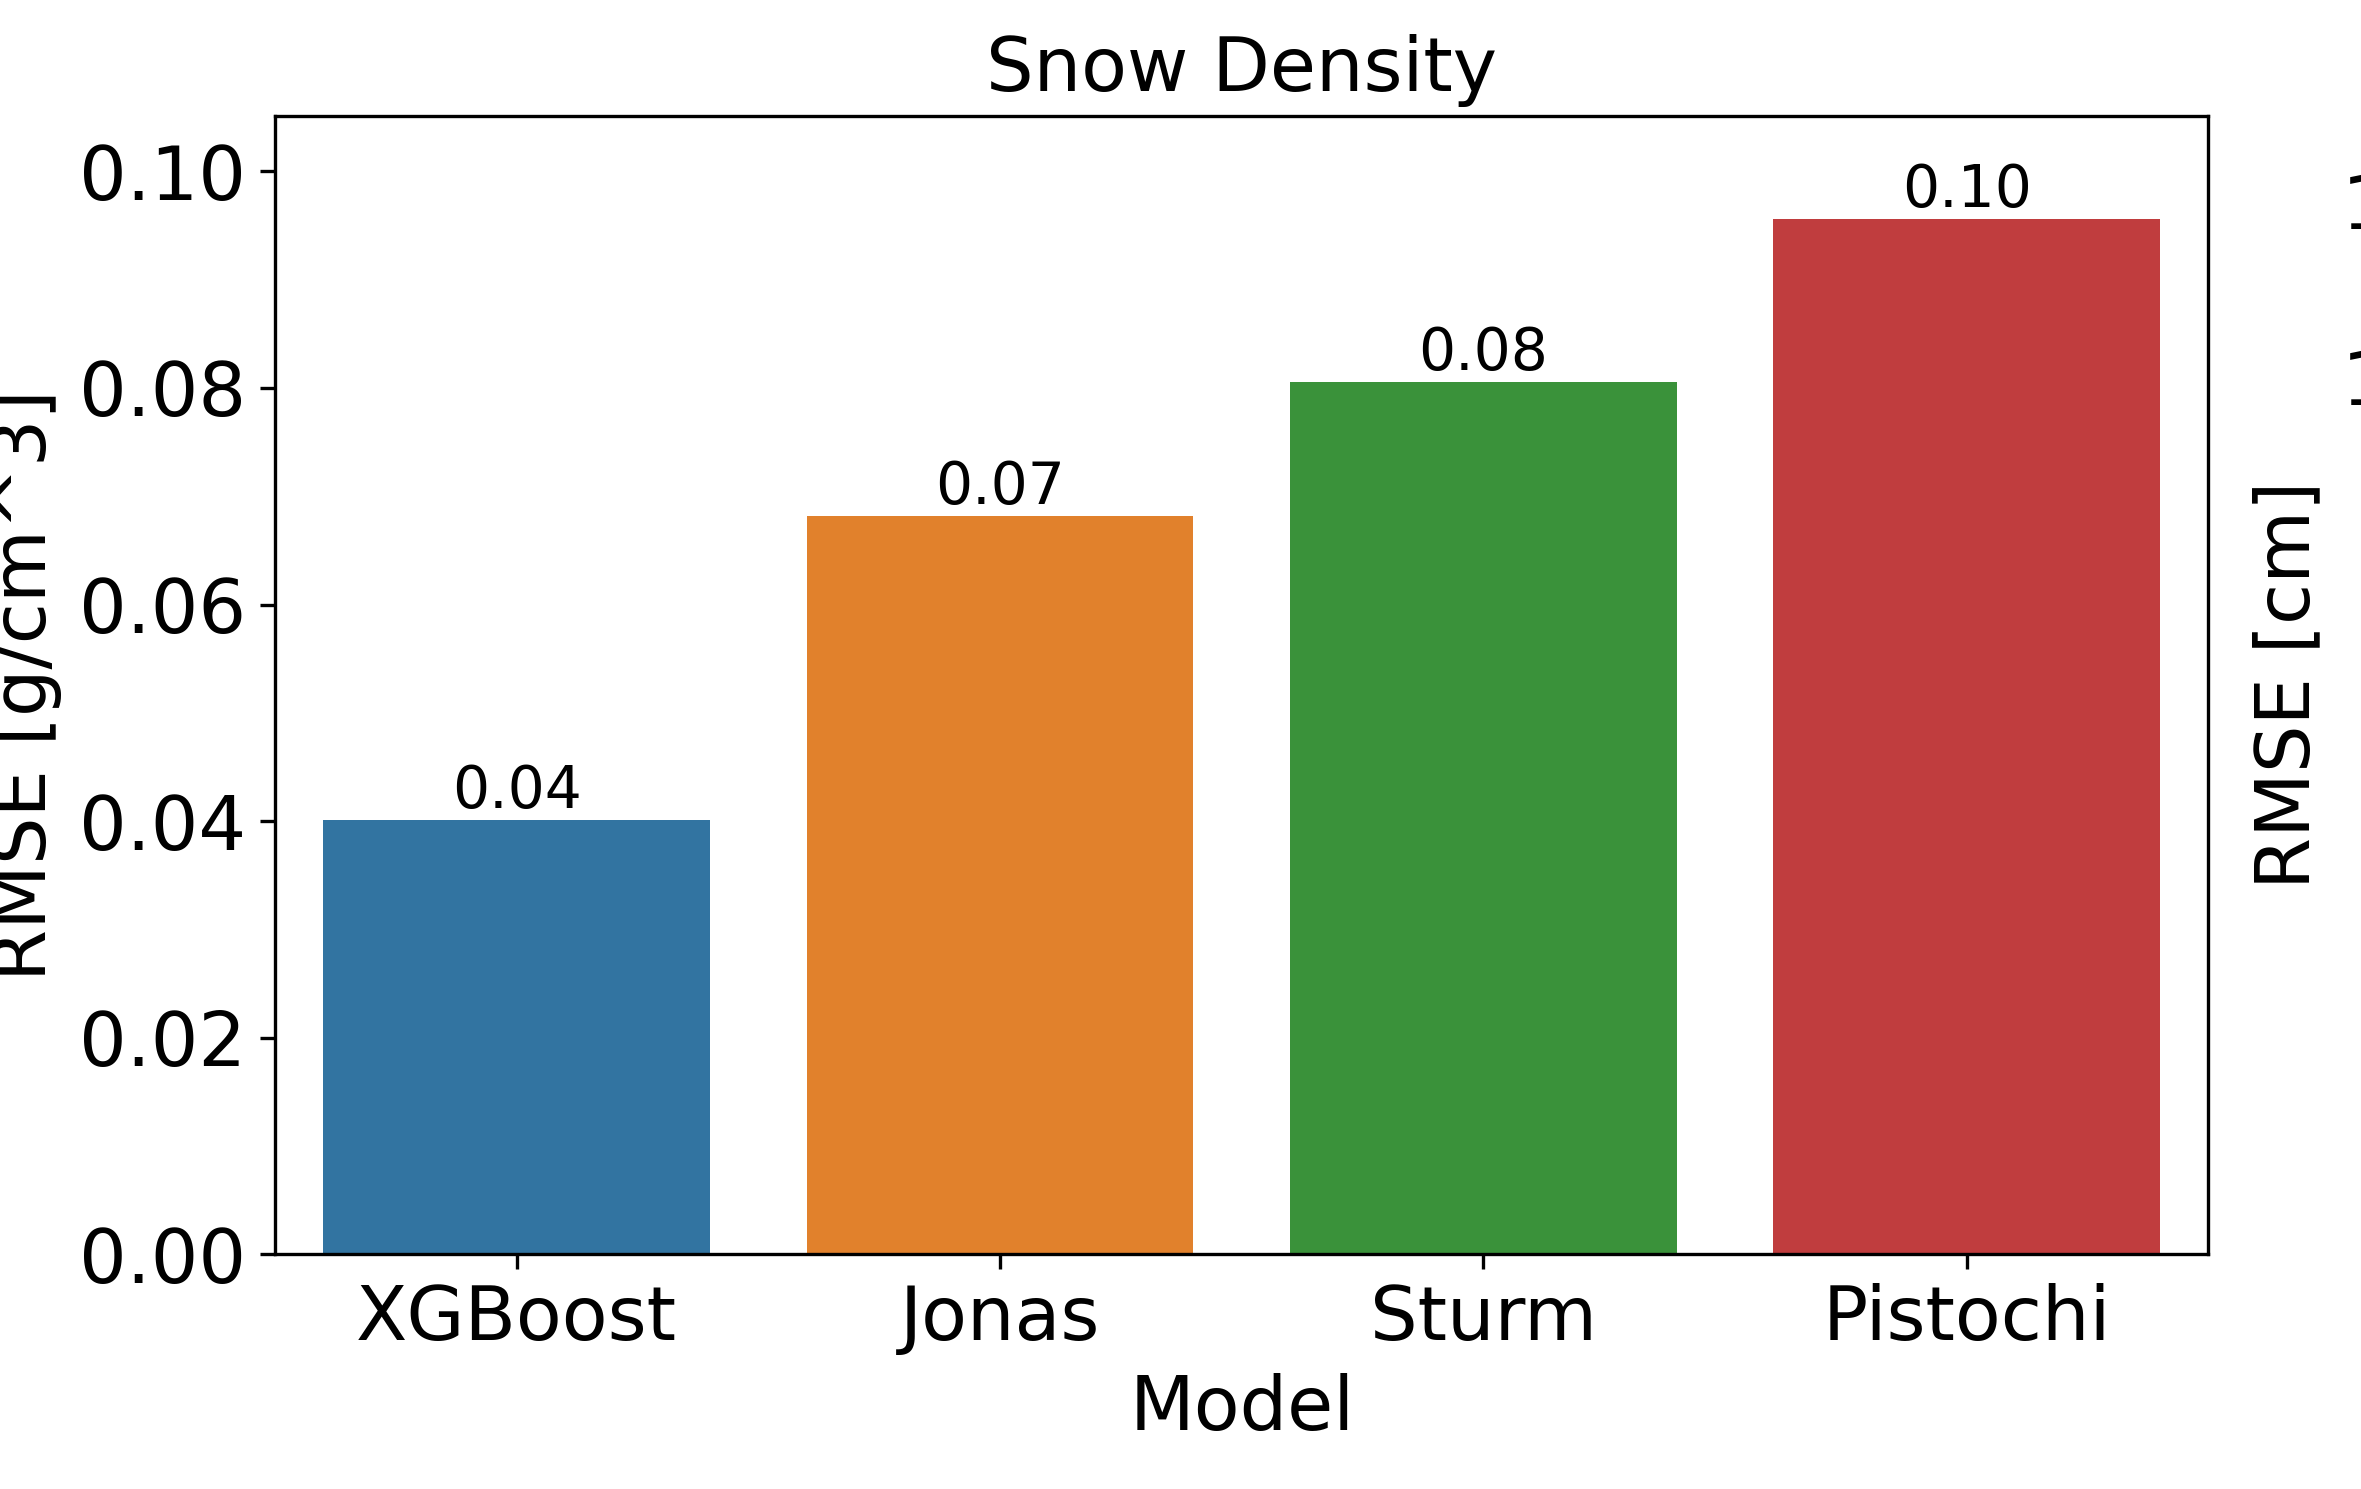 Snow Density
RMSE [g/cm^3]
0.10
0.08
0.06
0.04
0.02
0.00
0.04
0.07
0.08
0.10
XGBoost
Jonas
Sturm
Pistochi
Model
RMSE [cm]